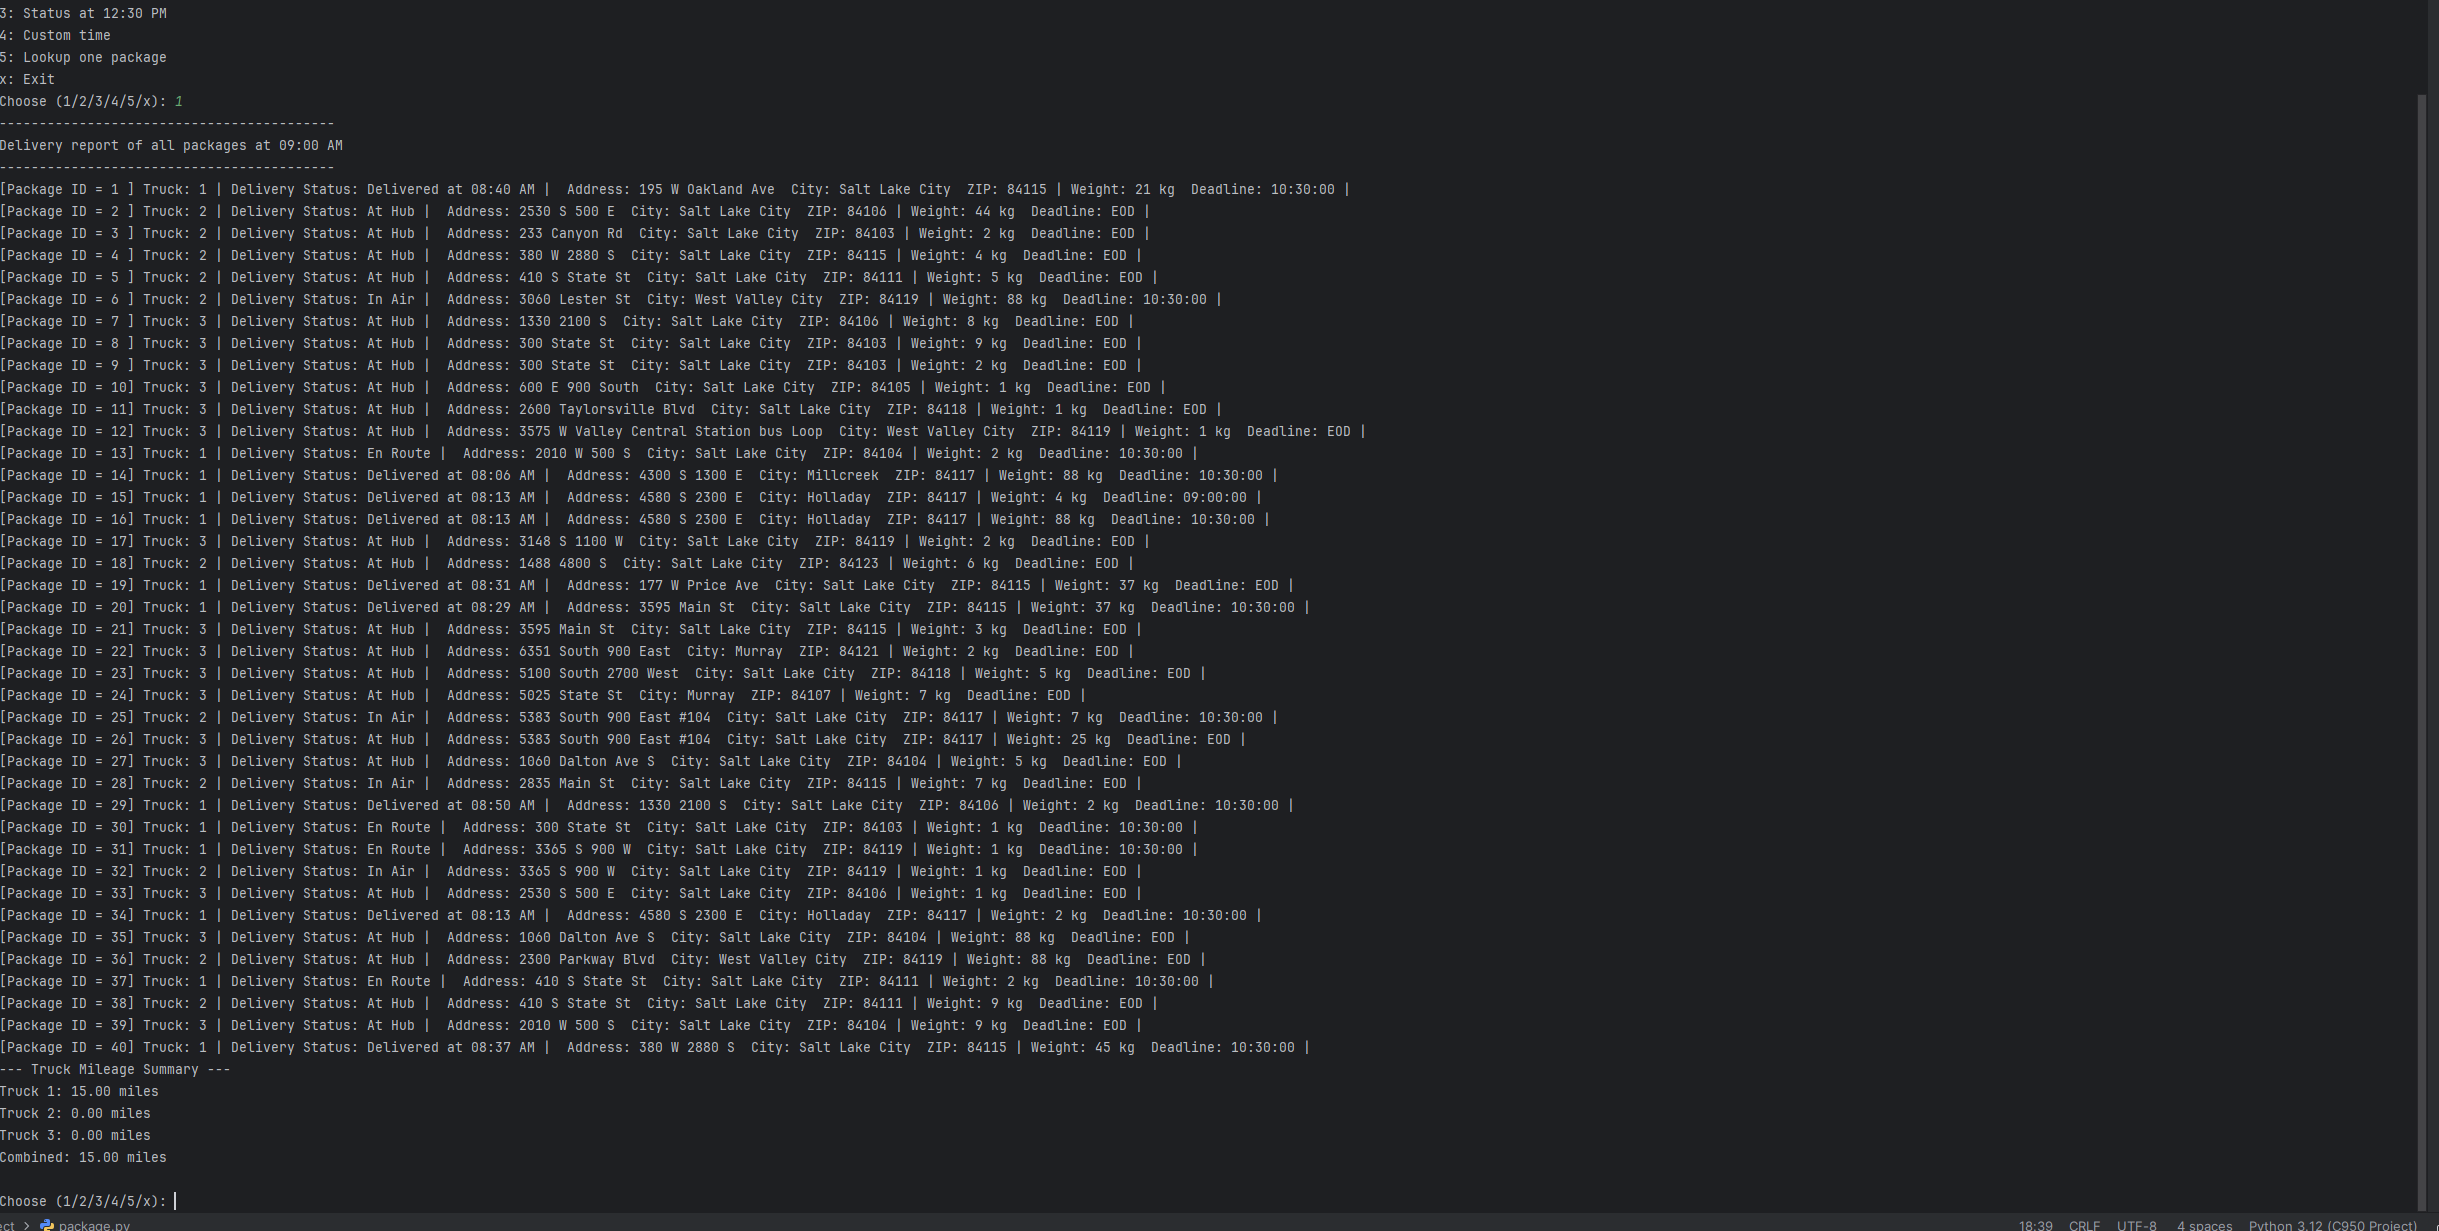 3: Status at 12:30 PM
4: Custom time
5: Lookup one package
x: Exit
Choose (1/2/3/4/5/x): 1
------------------------------------------
Delivery report of all packages at 09:00 AM
------------------------------------------
[Package ID = 1 ] Truck: 1 | Delivery Status: Delivered at 08:40 AM |  Address: 195 W Oakland Ave  City: Salt Lake City  ZIP: 84115 | Weight: 21 kg  Deadline: 10:30:00 |
[Package ID = 2 ] Truck: 2 | Delivery Status: At Hub |  Address: 2530 S 500 E  City: Salt Lake City  ZIP: 84106 | Weight: 44 kg  Deadline: EOD |
[Package ID = 3 ] Truck: 2 | Delivery Status: At Hub |  Address: 233 Canyon Rd  City: Salt Lake City  ZIP: 84103 | Weight: 2 kg  Deadline: EOD |
[Package ID = 4 ] Truck: 2 | Delivery Status: At Hub |  Address: 380 W 2880 S  City: Salt Lake City  ZIP: 84115 | Weight: 4 kg  Deadline: EOD |
[Package ID = 5 ] Truck: 2 | Delivery Status: At Hub |  Address: 410 S State St  City: Salt Lake City  ZIP: 84111 | Weight: 5 kg  Deadline: EOD |
[Package ID = 6 ] Truck: 2 | Delivery Status: In Air |  Address: 3060 Lester St  City: West Valley City  ZIP: 84119 | Weight: 88 kg  Deadline: 10:30:00 |
[Package ID = 7 ] Truck: 3 | Delivery Status: At Hub |  Address: 1330 2100 S  City: Salt Lake City  ZIP: 84106 | Weight: 8 kg  Deadline: EOD |
[Package ID = 8 ] Truck: 3 | Delivery Status: At Hub |  Address: 300 State St  City: Salt Lake City  ZIP: 84103 | Weight: 9 kg  Deadline: EOD |
[Package ID = 9 ] Truck: 3 | Delivery Status: At Hub |  Address: 300 State St  City: Salt Lake City  ZIP: 84103 | Weight: 2 kg  Deadline: EOD |
[Package ID = 10] Truck: 3 | Delivery Status: At Hub |  Address: 600 E 900 South  City: Salt Lake City  ZIP: 84105 | Weight: 1 kg  Deadline: EOD |
[Package ID = 11] Truck: 3 | Delivery Status: At Hub |  Address: 2600 Taylorsville Blvd  City: Salt Lake City  ZIP: 84118 | Weight: 1 kg  Deadline: EOD |
[Package ID = 12] Truck: 3 | Delivery Status: At Hub |  Address: 3575 W Valley Central Station bus Loop  City: West Valley City  ZIP: 84119 | Weight: 1 kg  Deadline: EOD |
[Package ID = 13] Truck: 1 | Delivery Status: En Route |  Address: 2010 W 500 S  City: Salt Lake City  ZIP: 84104 | Weight: 2 kg  Deadline: 10:30:00 |
[Package ID = 14] Truck: 1 | Delivery Status: Delivered at 08:06 AM |  Address: 4300 S 1300 E  City: Millcreek  ZIP: 84117 | Weight: 88 kg  Deadline: 10:30:00 |
[Package ID = 15] Truck: 1 | Delivery Status: Delivered at 08:13 AM |  Address: 4580 S 2300 E  City: Holladay  ZIP: 84117 | Weight: 4 kg  Deadline: 09:00:00 |
[Package ID = 16] Truck: 1 | Delivery Status: Delivered at 08:13 AM |  Address: 4580 S 2300 E  City: Holladay  ZIP: 84117 | Weight: 88 kg  Deadline: 10:30:00 |
[Package ID = 17] Truck: 3 | Delivery Status: At Hub |  Address: 3148 S 1100 W  City: Salt Lake City  ZIP: 84119 | Weight: 2 kg  Deadline: EOD |
[Package ID = 18] Truck: 2 | Delivery Status: At Hub |  Address: 1488 4800 S  City: Salt Lake City  ZIP: 84123 | Weight: 6 kg  Deadline: EOD |
[Package ID = 19] Truck: 1 | Delivery Status: Delivered at 08:31 AM |  Address: 177 W Price Ave  City: Salt Lake City  ZIP: 84115 | Weight: 37 kg  Deadline: EOD |
[Package ID = 20] Truck: 1 | Delivery Status: Delivered at 08:29 AM |  Address: 3595 Main St  City: Salt Lake City  ZIP: 84115 | Weight: 37 kg  Deadline: 10:30:00 |
[Package ID = 21] Truck: 3 | Delivery Status: At Hub |  Address: 3595 Main St  City: Salt Lake City  ZIP: 84115 | Weight: 3 kg  Deadline: EOD |
[Package ID = 22] Truck: 3 | Delivery Status: At Hub |  Address: 6351 South 900 East  City: Murray  ZIP: 84121 | Weight: 2 kg  Deadline: EOD |
[Package ID = 23] Truck: 3 | Delivery Status: At Hub |  Address: 5100 South 2700 West  City: Salt Lake City  ZIP: 84118 | Weight: 5 kg  Deadline: EOD |
[Package ID = 24] Truck: 3 | Delivery Status: At Hub |  Address: 5025 State St  City: Murray  ZIP: 84107 | Weight: 7 kg  Deadline: EOD |
[Package ID = 25] Truck: 2 | Delivery Status: In Air |  Address: 5383 South 900 East #104  City: Salt Lake City  ZIP: 84117 | Weight: 7 kg  Deadline: 10:30:00 |
[Package ID = 26] Truck: 3 | Delivery Status: At Hub |  Address: 5383 South 900 East #104  City: Salt Lake City  ZIP: 84117 | Weight: 25 kg  Deadline: EOD |
[Package ID = 27] Truck: 3 | Delivery Status: At Hub |  Address: 1060 Dalton Ave S  City: Salt Lake City  ZIP: 84104 | Weight: 5 kg  Deadline: EOD |
[Package ID = 28] Truck: 2 | Delivery Status: In Air |  Address: 2835 Main St  City: Salt Lake City  ZIP: 84115 | Weight: 7 kg  Deadline: EOD |
[Package ID = 29] Truck: 1 | Delivery Status: Delivered at 08:50 AM |  Address: 1330 2100 S  City: Salt Lake City  ZIP: 84106 | Weight: 2 kg  Deadline: 10:30:00 |
[Package ID = 30] Truck: 1 | Delivery Status: En Route |  Address: 300 State St  City: Salt Lake City  ZIP: 84103 | Weight: 1 kg  Deadline: 10:30:00 |
[Package ID = 31] Truck: 1 | Delivery Status: En Route |  Address: 3365 S 900 W  City: Salt Lake City  ZIP: 84119 | Weight: 1 kg  Deadline: 10:30:00 |
[Package ID = 32] Truck: 2 | Delivery Status: In Air |  Address: 3365 S 900 W  City: Salt Lake City  ZIP: 84119 | Weight: 1 kg  Deadline: EOD |
[Package ID = 33] Truck: 3 | Delivery Status: At Hub |  Address: 2530 S 500 E  City: Salt Lake City  ZIP: 84106 | Weight: 1 kg  Deadline: EOD |
[Package ID = 34] Truck: 1 | Delivery Status: Delivered at 08:13 AM |  Address: 4580 S 2300 E  City: Holladay  ZIP: 84117 | Weight: 2 kg  Deadline: 10:30:00 |
[Package ID = 35] Truck: 3 | Delivery Status: At Hub |  Address: 1060 Dalton Ave S  City: Salt Lake City  ZIP: 84104 | Weight: 88 kg  Deadline: EOD |
[Package ID = 36] Truck: 2 | Delivery Status: At Hub |  Address: 2300 Parkway Blvd  City: West Valley City  ZIP: 84119 | Weight: 88 kg  Deadline: EOD |
[Package ID = 37] Truck: 1 | Delivery Status: En Route |  Address: 410 S State St  City: Salt Lake City  ZIP: 84111 | Weight: 2 kg  Deadline: 10:30:00 |
[Package ID = 38] Truck: 2 | Delivery Status: At Hub |  Address: 410 S State St  City: Salt Lake City  ZIP: 84111 | Weight: 9 kg  Deadline: EOD |
[Package ID = 39] Truck: 3 | Delivery Status: At Hub |  Address: 2010 W 500 S  City: Salt Lake City  ZIP: 84104 | Weight: 9 kg  Deadline: EOD |
[Package ID = 40] Truck: 1 | Delivery Status: Delivered at 08:37 AM |  Address: 380 W 2880 S  City: Salt Lake City  ZIP: 84115 | Weight: 45 kg  Deadline: 10:30:00 |
--- Truck Mileage Summary ---
Truck 1: 15.00 miles
Truck 2: 0.00 miles
Truck 3: 0.00 miles
Combined: 15.00 miles
Choose (1/2/3/4/5/x):
ect > package.py 18:39 CRLF UTF-8 4 spaces Python 3.12 (C950 Project)